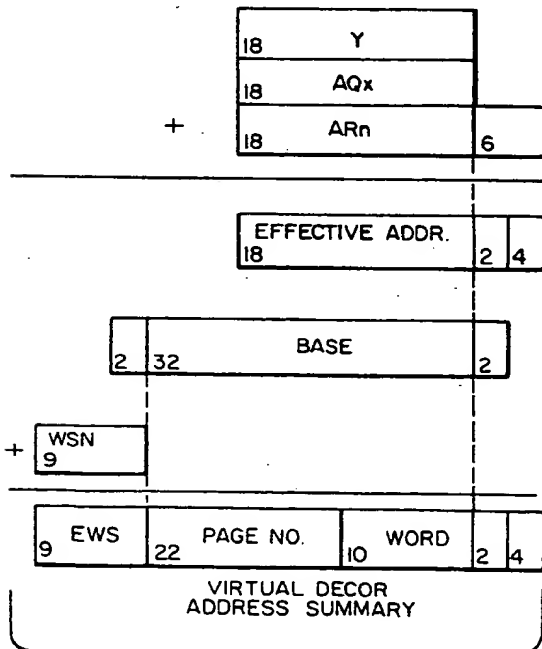 18 Y
18 AQx
+ 18 ARn 6
EFFECTIVE ADDR.
18 2 4
2 32 BASE 2
+ WSN
9
9 EWS 22 PAGE NO. 10 WORD 2 4
VIRTUAL DECOR
ADDRESS SUMMARY